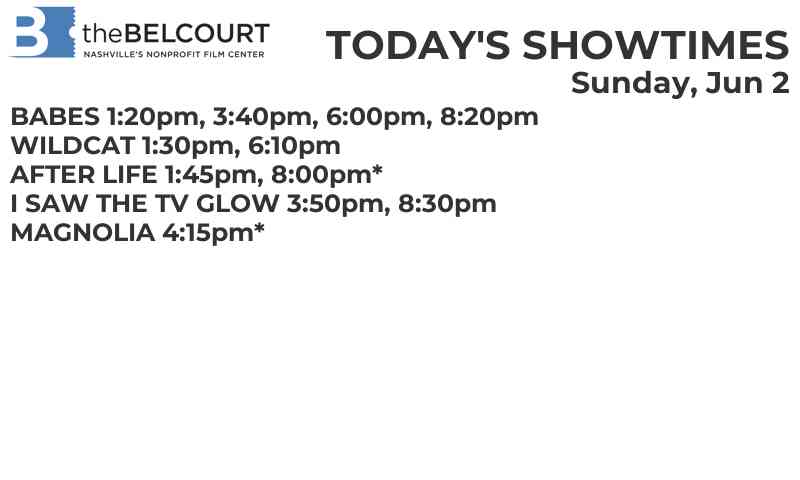 B theBELCOURT
NASHVILLE'S NONPROFIT FILM CENTER
TODAY'S SHOWTIMES
Sunday, Jun 2
BABES 1:20pm, 3:40pm, 6:00pm, 8:20pm
WILDCAT 1:30pm, 6:10pm
AFTER LIFE 1:45pm, 8:00pm*
I SAW THE TV GLOW 3:50pm, 8:30pm
MAGNOLIA 4:15pm*